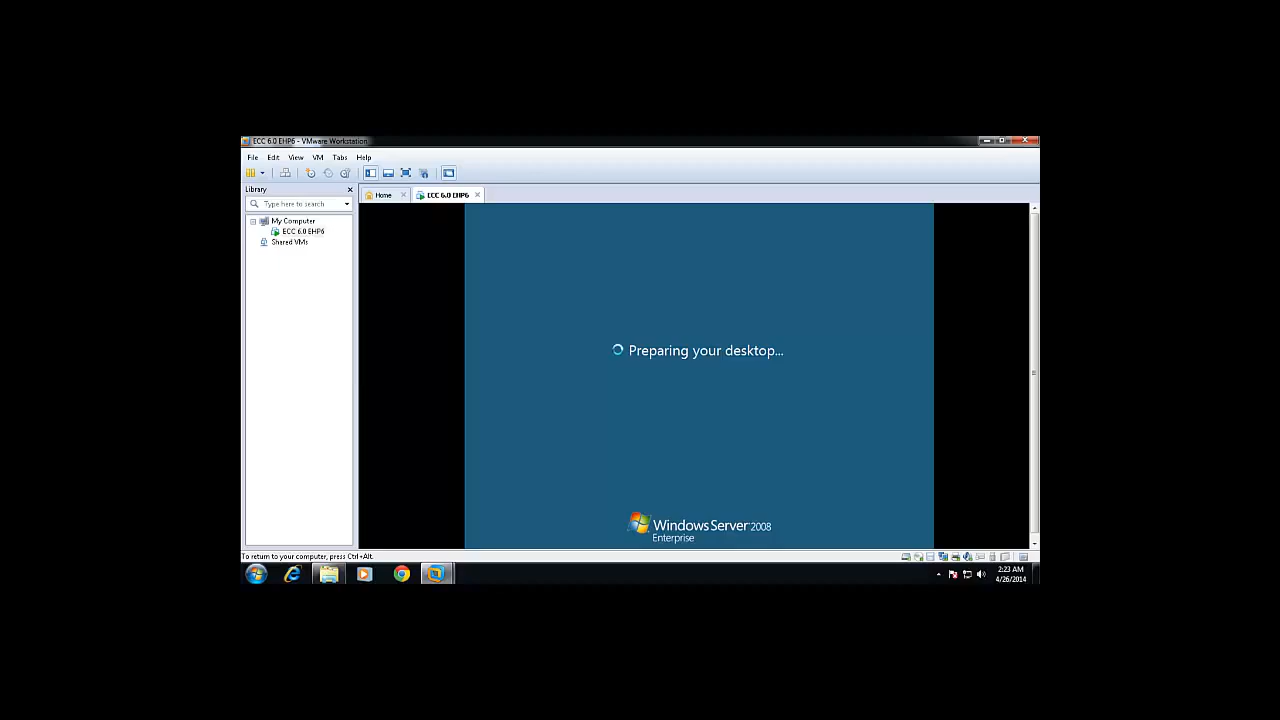 ECC 6.0 EHP6 - VMware Workstation
File Edit View VM Tabs Help
Library
Home ECC 6.0 EHP6
Type here to search
My Computer
ECC 6.0 EHP6
Shared VMs
Preparing your desktop...
Windows Server 2008
Enterprise
To return to your computer, press Ctrl+Alt.
2:23 AM
4/26/2014